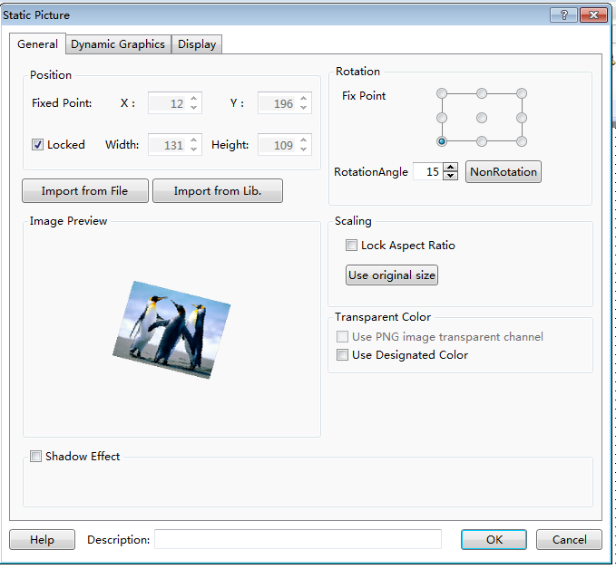 Static Picture
General Dynamic Graphics Display
Position
Fixed Point: X : 12 Y : 196
Locked Width: 131 Height: 109
Import from File Import from Lib.
Image Preview
Rotation
Fix Point
RotationAngle 15 NonRotation
Scaling
Lock Aspect Ratio
Use original size
Transparent Color
Use PNG image transparent channel
Use Designated Color
Shadow Effect
Help Description: OK Cancel